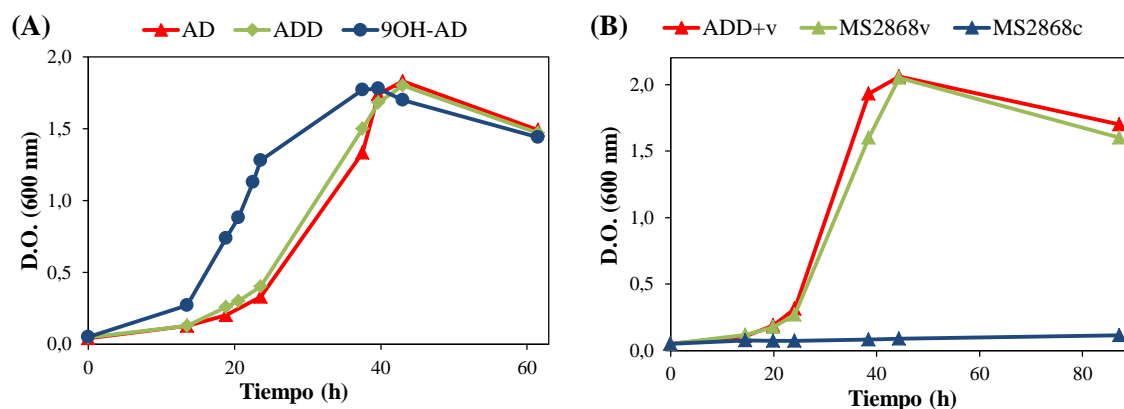 (A) AD ADD 9OH-AD
2,0
1,5
1,0
0,5
0,0
D.O. (600 nm)
0 20 40 60
Tiempo (h)
(B) ADD+v MS2868v MS2868c
2,0
1,5
1,0
0,5
0,0
D.O. (600 nm)
0 20 40 60 80
Tiempo (h)